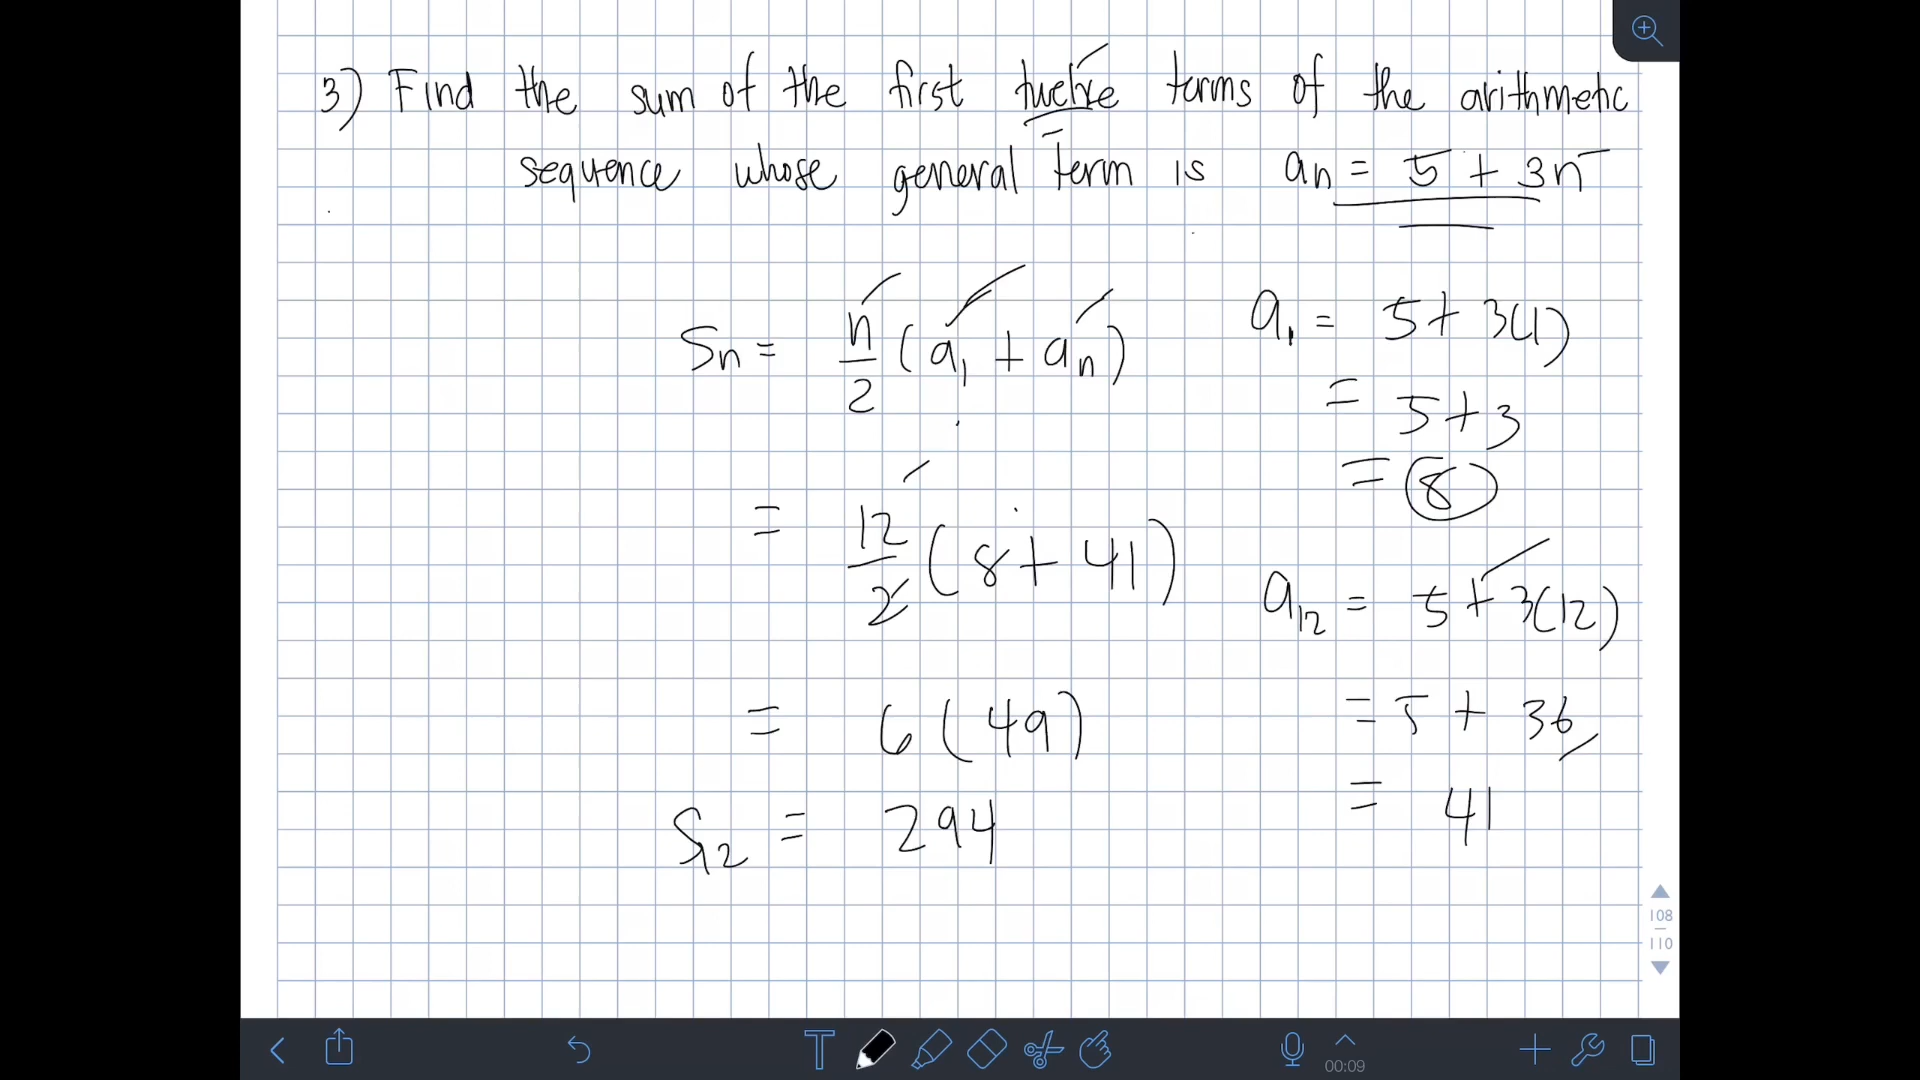 3) Find the sum of the first twelve terms of the arithmetic
sequence whose general term is an = 5 + 3n
Sn = n/2 (a1 + an)
= 12/2 (8 + 41)
= 6 (49)
S12 = 294
a1 = 5 + 3(1)
= 5 + 3
= 8
a12 = 5 + 3(12)
= 5 + 36
= 41
108
110
T
00:09